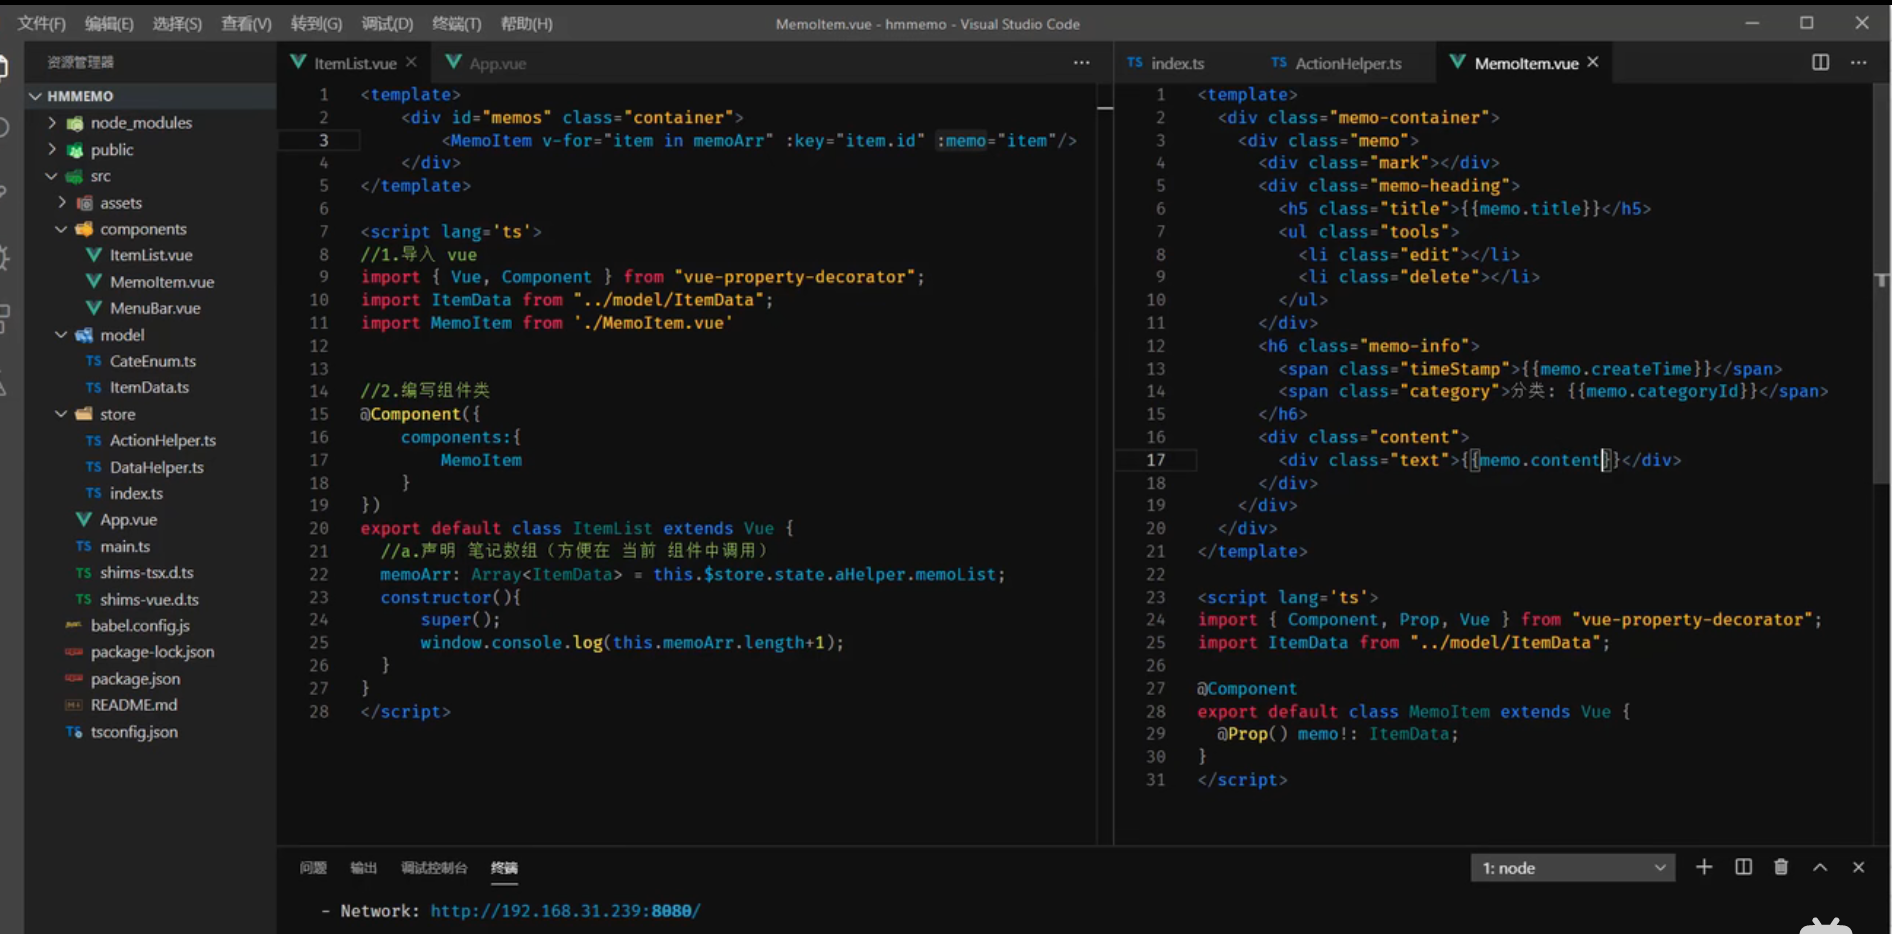 文件(F) 编辑(E) 选择(S) 查看(V) 转到(G) 调试(D) 终端(T) 帮助(H)
MemoItem.vue - hmmemo - Visual Studio Code
资源管理器
HMMEMO
node_modules
public
src
assets
components
ItemList.vue
MemoItem.vue
MenuBar.vue
model
TS CateEnum.ts
TS ItemData.ts
store
TS ActionHelper.ts
TS DataHelper.ts
TS index.ts
App.vue
TS main.ts
TS shims-tsx.d.ts
TS shims-vue.d.ts
babel.config.js
package-lock.json
package.json
README.md
tsconfig.json
ItemList.vue
App.vue
1 <template>
2 <div id="memos" class="container">
3 <MemoItem v-for="item in memoArr" :key="item.id" :memo="item"/>
4 </div>
5 </template>
6
7 <script lang='ts'>
8 //1.导入 vue
9 import { Vue, Component } from "vue-property-decorator";
10 import ItemData from "../model/ItemData";
11 import MemoItem from './MemoItem.vue'
12
13
14 //2.编写组件类
15 @Component({
16 components:{
17 MemoItem
18 }
19 })
20 export default class ItemList extends Vue {
21 //a.声明 笔记数组（方便在 当前 组件中调用）
22 memoArr: Array<ItemData> = this.$store.state.aHelper.memoList;
23 constructor(){
24 super();
25 window.console.log(this.memoArr.length+1);
26 }
27 }
28 </script>
TS index.ts
TS ActionHelper.ts
MemoItem.vue
1 <template>
2 <div class="memo-container">
3 <div class="memo">
4 <div class="mark"></div>
5 <div class="memo-heading">
6 <h5 class="title">{{memo.title}}</h5>
7 <ul class="tools">
8 <li class="edit"></li>
9 <li class="delete"></li>
10 </ul>
11 </div>
12 <h6 class="memo-info">
13 <span class="timeStamp">{{memo.createTime}}</span>
14 <span class="category">分类: {{memo.categoryId}}</span>
15 </h6>
16 <div class="content">
17 <div class="text">{{memo.content}}</div>
18 </div>
19 </div>
20 </div>
21 </template>
22
23 <script lang='ts'>
24 import { Component, Prop, Vue } from "vue-property-decorator";
25 import ItemData from "../model/ItemData";
26
27 @Component
28 export default class MemoItem extends Vue {
29 @Prop() memo!: ItemData;
30 }
31 </script>
问题 输出 调试控制台 终端
1: node
- Network: http://192.168.31.239:8080/